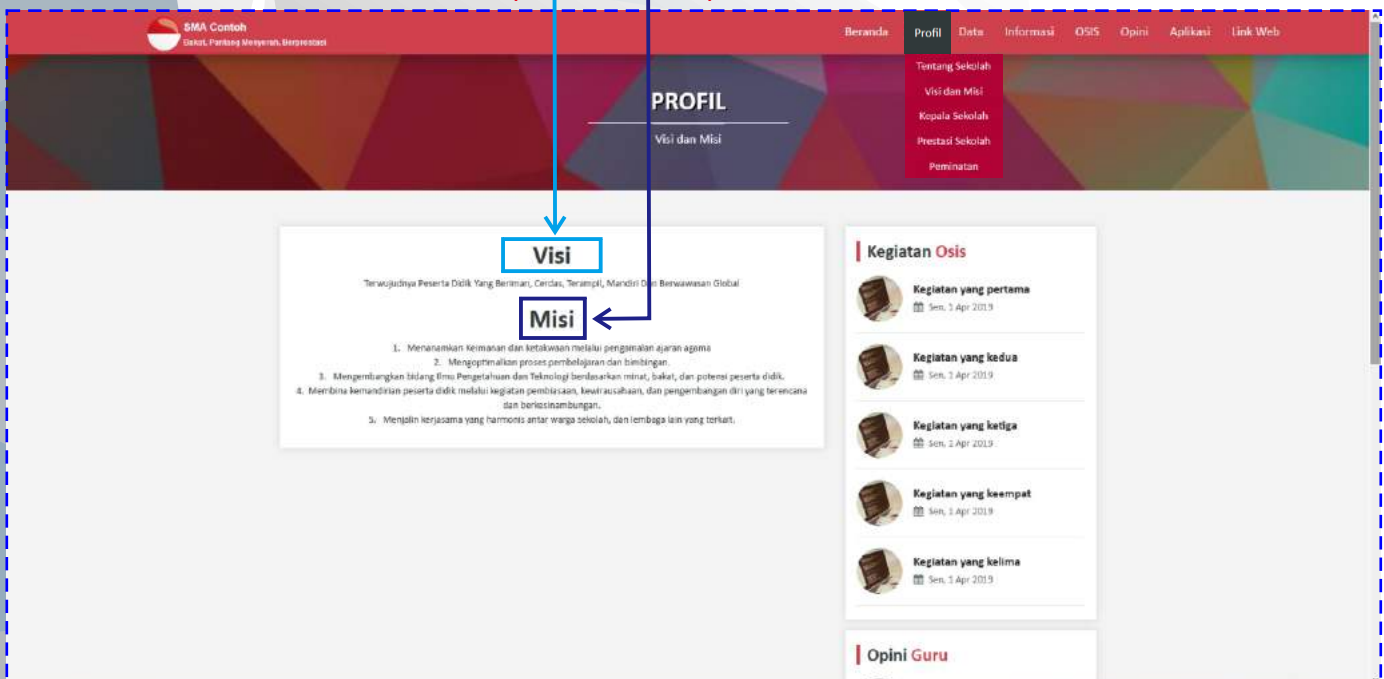 SMA Contoh
Bakat, Pantang Menyerah, Berprestasi
Beranda Profil Data Informasi OSIS Opini Aplikasi Link Web
Tentang Sekolah
Visi dan Misi
Kepala Sekolah
Prestasi Sekolah
Peminatan
PROFIL
Visi dan Misi
Visi
Terwujudnya Peserta Didik Yang Beriman, Cerdas, Terampil, Mandiri Dan Berwawasan Global
Misi
1. Menanamkan Keimanan dan ketakwaan melalui pengamalan ajaran agama
2. Mengoptimalkan proses pembelajaran dan bimbingan.
3. Mengembangkan bidang Ilmu Pengetahuan dan Teknologi berdasarkan minat, bakat, dan potensi peserta didik.
4. Membina kemandirian peserta didik melalui kegiatan pembiasaan, kewirausahaan, dan pengembangan diri yang terencana
dan berkesinambungan.
5. Menjalin kerjasama yang harmonis antar warga sekolah, dan lembaga lain yang terkait.
Kegiatan Osis
Kegiatan yang pertama
Sen, 1 Apr 2019
Kegiatan yang kedua
Sen, 1 Apr 2019
Kegiatan yang ketiga
Sen, 1 Apr 2019
Kegiatan yang keempat
Sen, 1 Apr 2019
Kegiatan yang kelima
Sen, 1 Apr 2019
Opini Guru